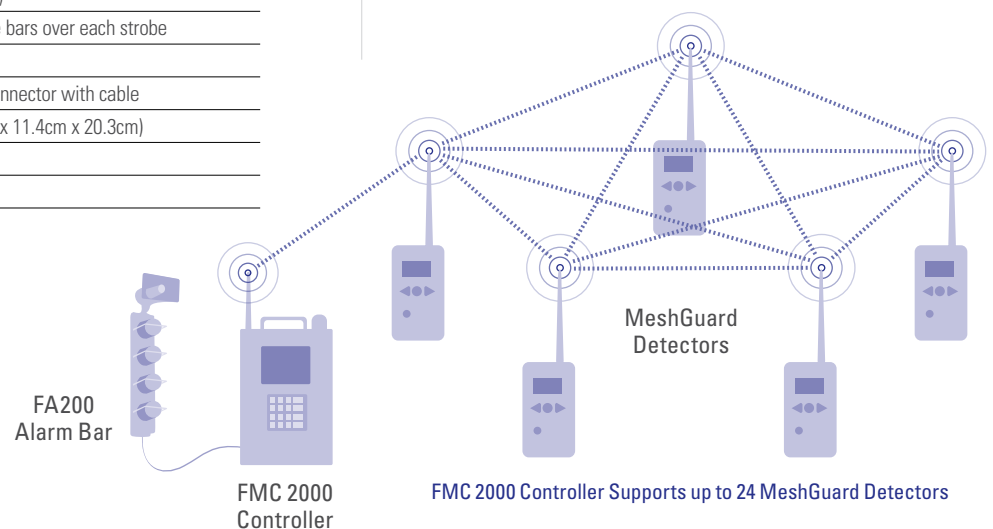 bars over each strobe
with cable
x 11.4cm x 20.3cm)
MeshGuard
Detectors
FA200
Alarm Bar
FMC 2000
Controller
FMC 2000 Controller Supports up to 24 MeshGuard Detectors